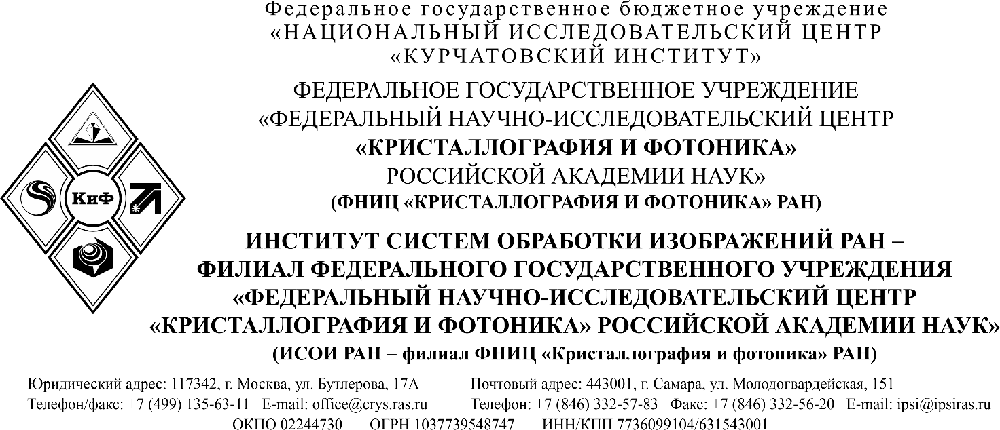 Федеральное государственное бюджетное учреждение
«НАЦИОНАЛЬНЫЙ ИССЛЕДОВАТЕЛЬСКИЙ ЦЕНТР
«КУРЧАТОВСКИЙ ИНСТИТУТ»
ФЕДЕРАЛЬНОЕ ГОСУДАРСТВЕННОЕ УЧРЕЖДЕНИЕ
«ФЕДЕРАЛЬНЫЙ НАУЧНО-ИССЛЕДОВАТЕЛЬСКИЙ ЦЕНТР
«КРИСТАЛЛОГРАФИЯ И ФОТОНИКА»
РОССИЙСКОЙ АКАДЕМИИ НАУК»
(ФНИЦ «КРИСТАЛЛОГРАФИЯ И ФОТОНИКА» РАН)
КиФ
ИНСТИТУТ СИСТЕМ ОБРАБОТКИ ИЗОБРАЖЕНИЙ РАН –
ФИЛИАЛ ФЕДЕРАЛЬНОГО ГОСУДАРСТВЕННОГО УЧРЕЖДЕНИЯ
«ФЕДЕРАЛЬНЫЙ НАУЧНО-ИССЛЕДОВАТЕЛЬСКИЙ ЦЕНТР
«КРИСТАЛЛОГРАФИЯ И ФОТОНИКА» РОССИЙСКОЙ АКАДЕМИИ НАУК»
(ИСОИ РАН – филиал ФНИЦ «Кристаллография и фотоника» РАН)
Юридический адрес: 117342, г. Москва, ул. Бутлерова, 17А
Телефон/факс: +7 (499) 135-63-11 E-mail: office@crys.ras.ru
Почтовый адрес: 443001, г. Самара, ул. Молодогвардейская, 151
Телефон: +7 (846) 332-57-83 Факс: +7 (846) 332-56-20 E-mail: ipsi@ipsiras.ru
ОКПО 02244730 ОГРН 1037739548747 ИНН/КПП 7736099104/631543001